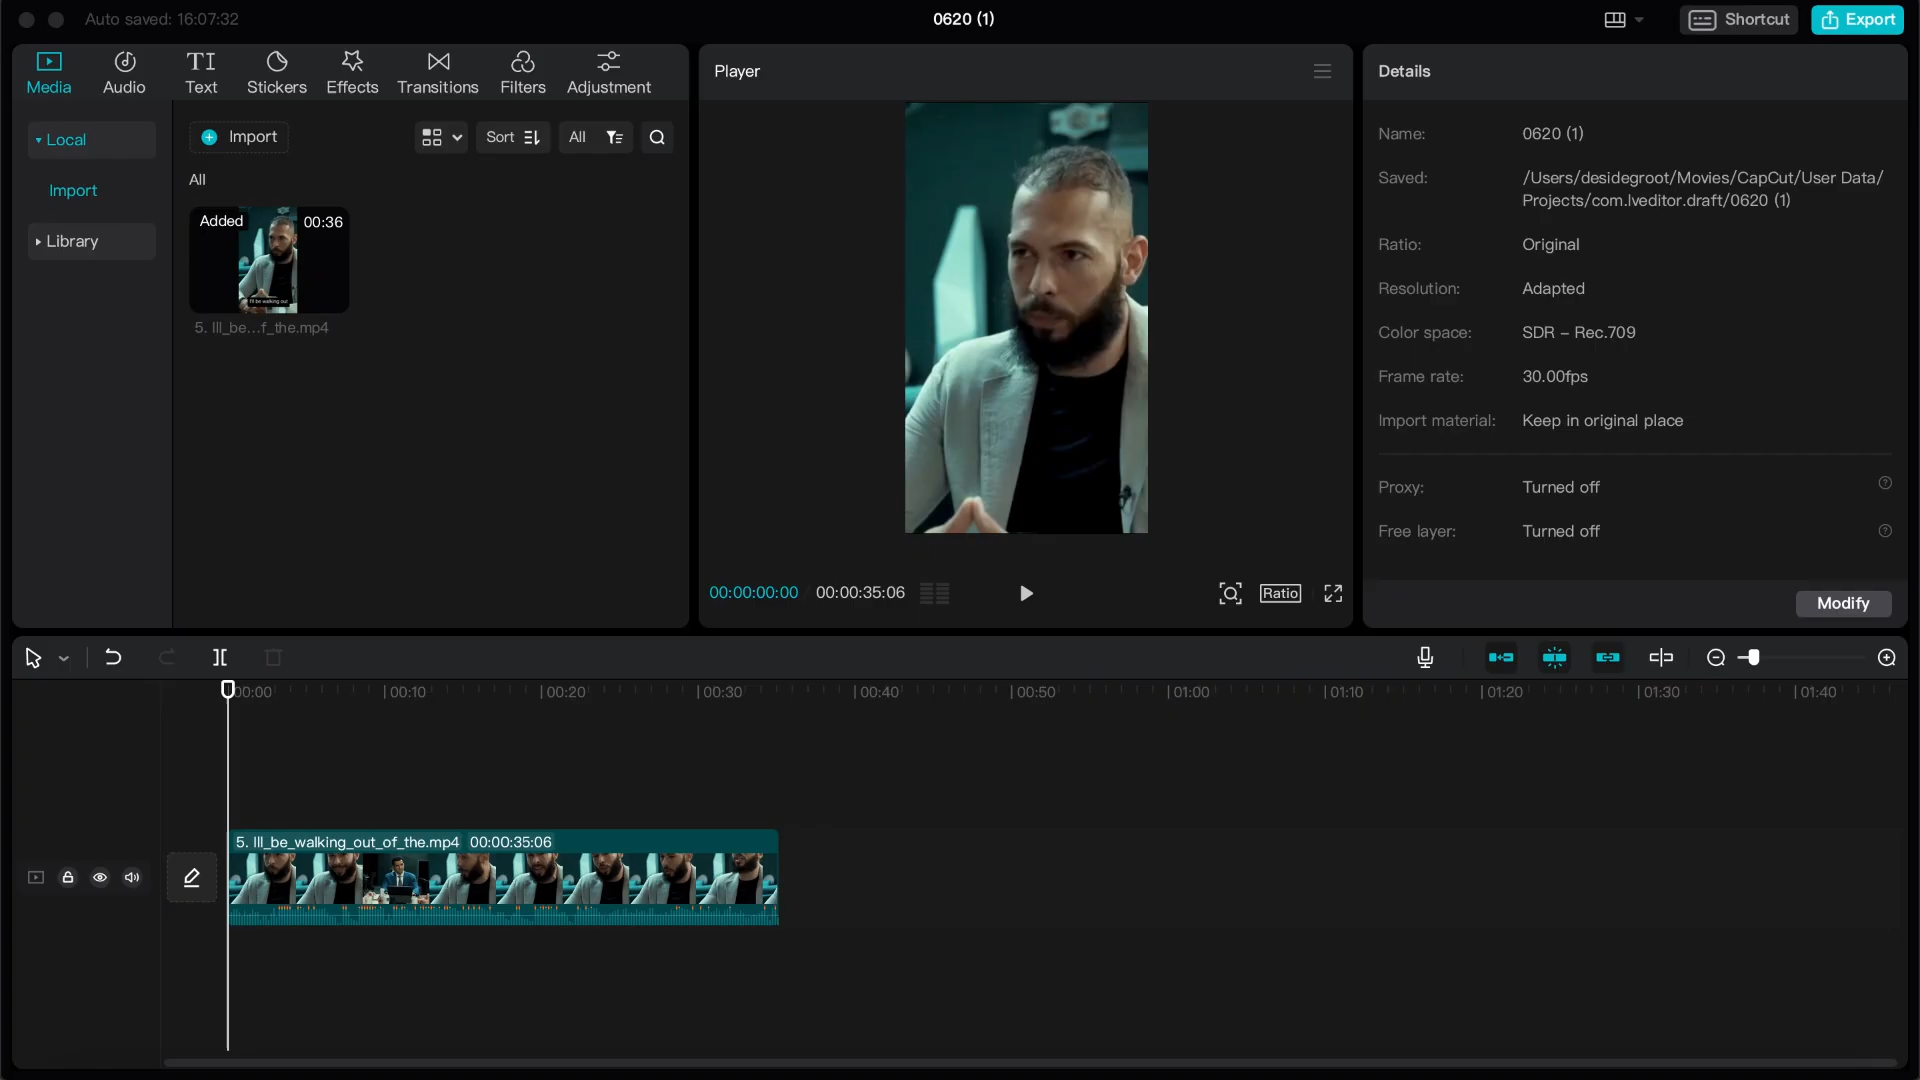 Auto saved: 16:07:32
0620 (1)
Shortcut
Export
Media
Audio
Text
Stickers
Effects
Transitions
Filters
Adjustment
Local
Import
Library
Import
Sort
All
All
Added
00:36
5. Ill_be...f_the.mp4
Player
00:00:00:00
00:00:35:06
Ratio
Details
Name: 0620 (1)
Saved: /Users/desidegroot/Movies/CapCut/User Data/
Projects/com.lveditor.draft/0620 (1)
Ratio: Original
Resolution: Adapted
Color space: SDR – Rec.709
Frame rate: 30.00fps
Import material: Keep in original place
Proxy: Turned off
Free layer: Turned off
Modify
00:00 00:10 00:20 00:30 00:40 00:50 01:00 01:10 01:20 01:30 01:40
5. Ill_be_walking_out_of_the.mp4 00:00:35:06